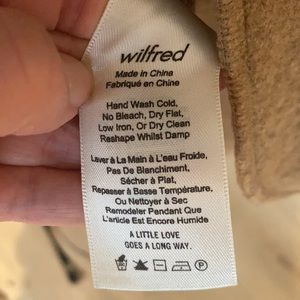 wilfred
Made in China
Fabriqué en Chine
Hand Wash Cold,
No Bleach, Dry Flat,
Low Iron, Or Dry Clean
Reshape Whilst Damp
Laver à La Main à L'eau Froide,
Pas De Blanchiment,
Sécher à Plat,
Repasser à Basse Température,
Ou Nettoyer à Sec
Remodeler Pendant Que
L'article Est Encore Humide
A LITTLE LOVE
GOES A LONG WAY.